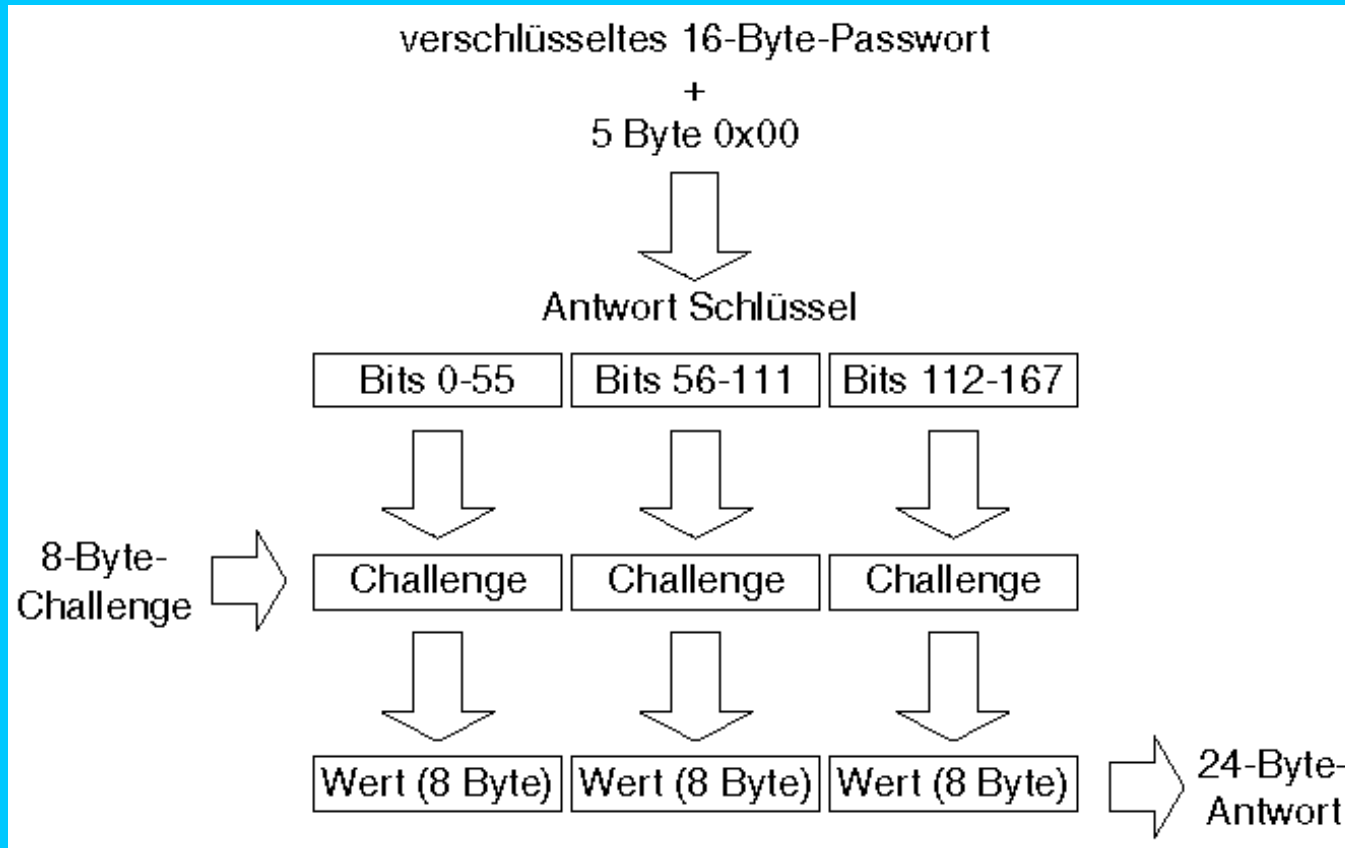 verschlüsseltes 16-Byte-Passwort
+
5 Byte 0x00
Antwort Schlüssel
Bits 0-55
Bits 56-111
Bits 112-167
8-Byte-
Challenge
Challenge
Challenge
Challenge
Wert (8 Byte)
Wert (8 Byte)
Wert (8 Byte)
24-Byte-
Antwort